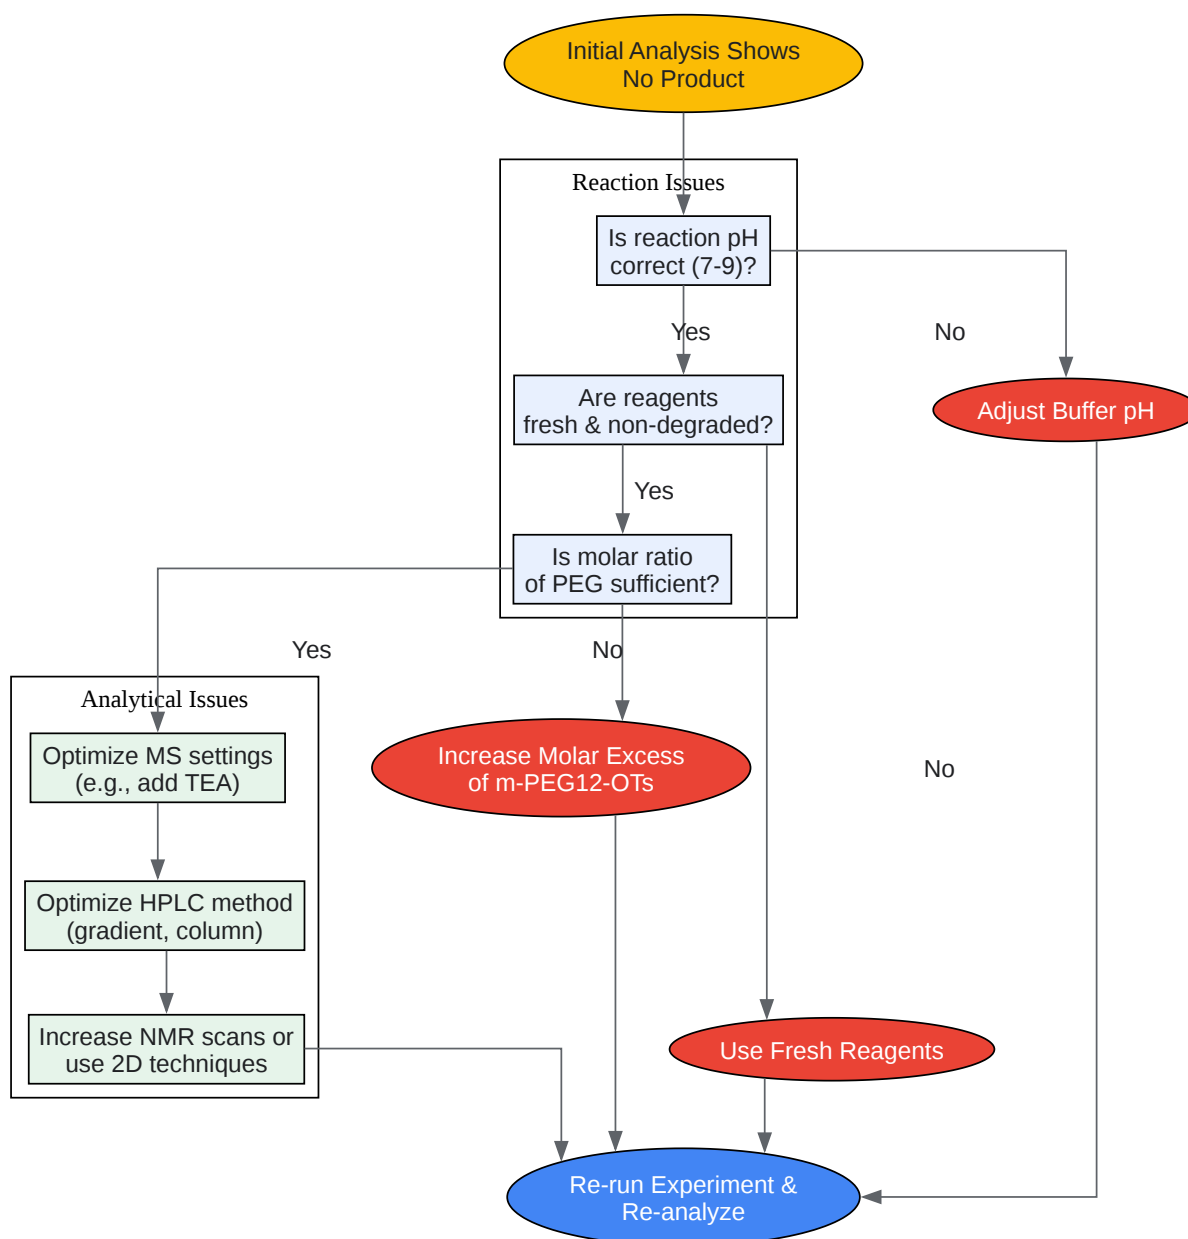 Initial Analysis Shows
No Product
Reaction Issues
Is reaction pH
correct (7-9)?
Yes
No
Are reagents
fresh & non-degraded?
Adjust Buffer pH
Yes
Is molar ratio
of PEG sufficient?
Yes
No
Analytical Issues
Optimize MS settings
(e.g., add TEA)
Increase Molar Excess
of m-PEG12-OTs
No
Optimize HPLC method
(gradient, column)
Increase NMR scans or
use 2D techniques
Use Fresh Reagents
Re-run Experiment &
Re-analyze